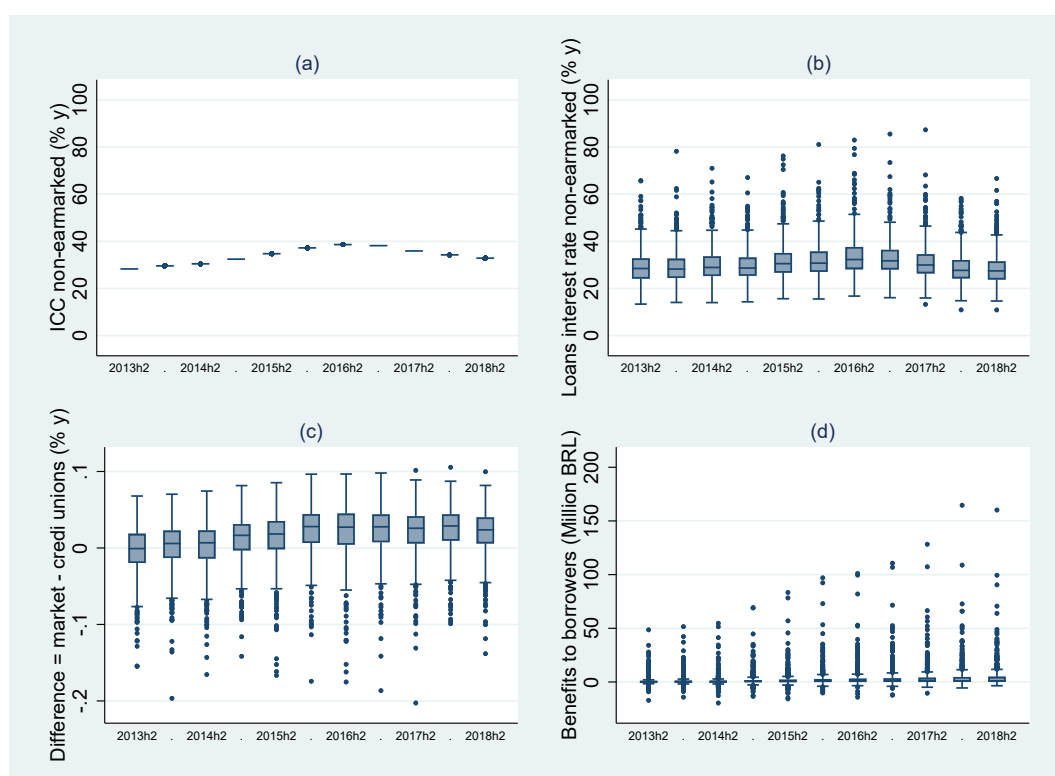 (a)
ICC non-earmarked (% y)
100
80
60
40
20
0
2013h2 . 2014h2 . 2015h2 . 2016h2 . 2017h2 . 2018h2
(b)
Loans interest rate non-earmarked (% y)
100
80
60
40
20
0
2013h2 . 2014h2 . 2015h2 . 2016h2 . 2017h2 . 2018h2
(c)
Difference = market - credi unions (% y)
.1
0
-.1
-.2
2013h2 . 2014h2 . 2015h2 . 2016h2 . 2017h2 . 2018h2
(d)
Benefits to borrowers (Million BRL)
200
150
100
50
0
2013h2 . 2014h2 . 2015h2 . 2016h2 . 2017h2 . 2018h2